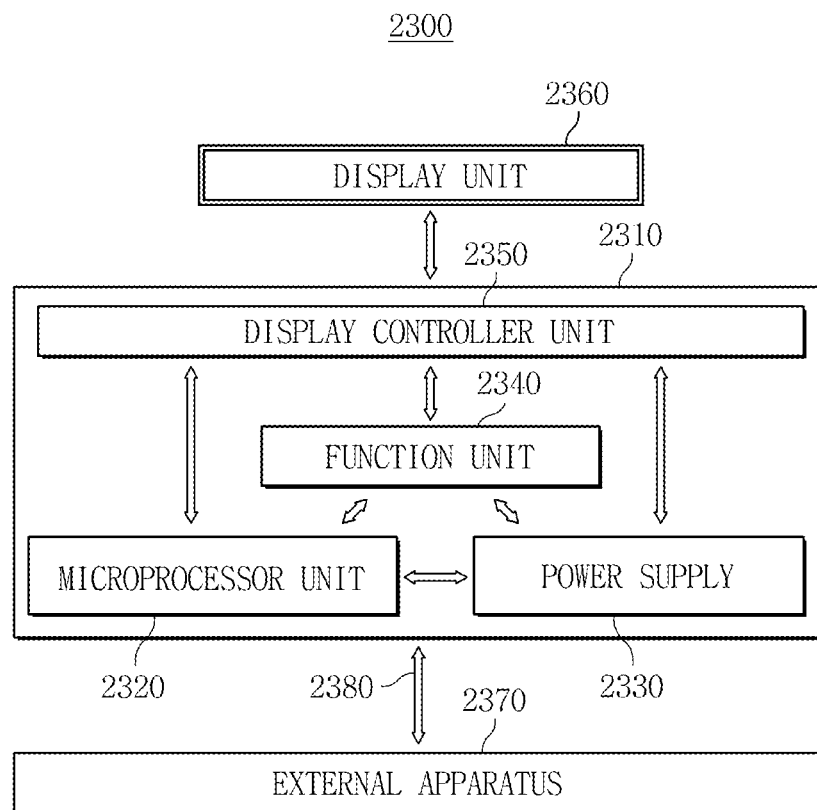 2300
2360
DISPLAY UNIT
2310
2350
DISPLAY CONTROLLER UNIT
2340
FUNCTION UNIT
MICROPROCESSOR UNIT
POWER SUPPLY
2320
2380
2330
2370
EXTERNAL APPARATUS